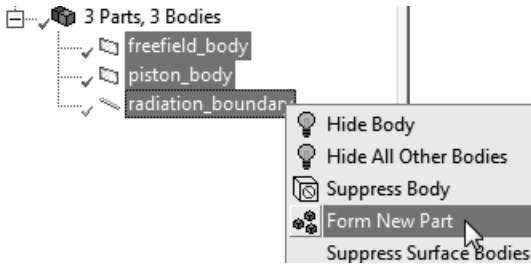 3 Parts, 3 Bodies
freefield_body
piston_body
radiation_boundary
Hide Body
Hide All Other Bodies
Suppress Body
Form New Part
Suppress Surface Bodies